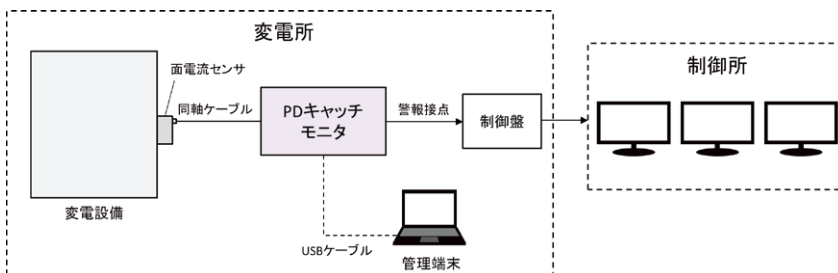 変電所
面電流センサ
同軸ケーブル
PDキャッチ
モニタ
警報接点
制御盤
制御所
変電設備
USBケーブル
管理端末